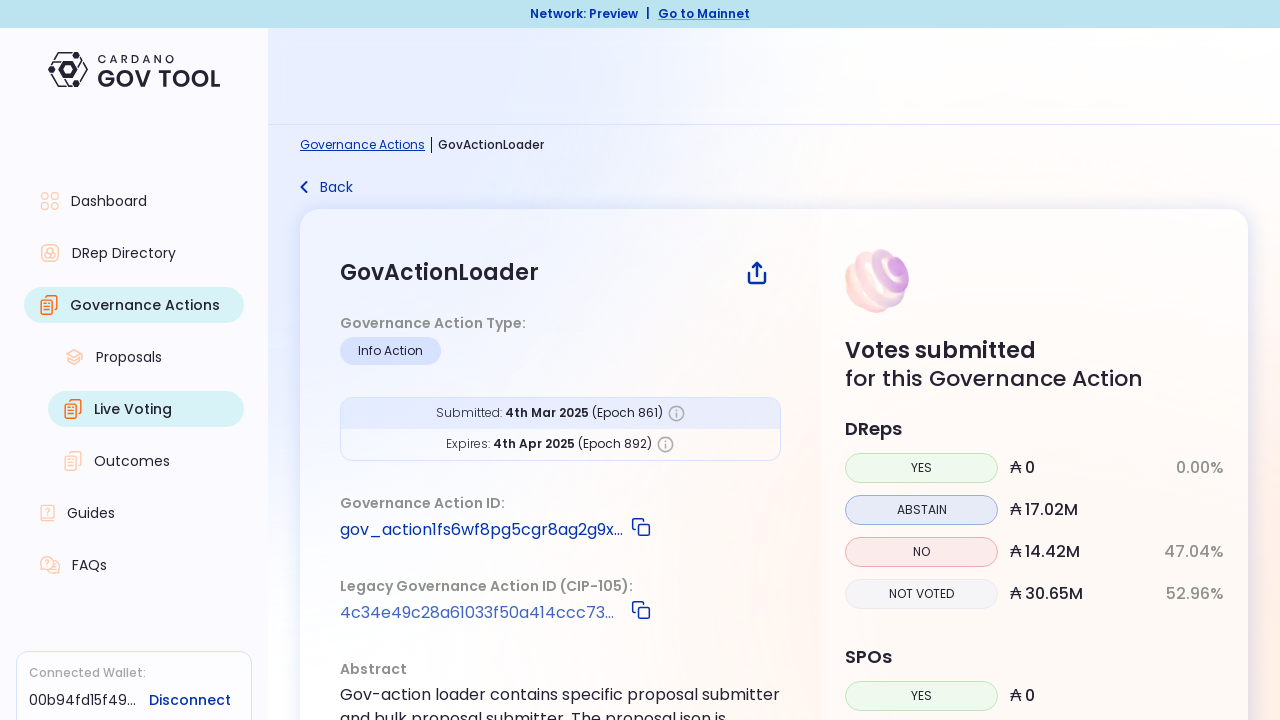 Network: Preview | Go to Mainnet
CARDANO
GOV TOOL
Dashboard
DRep Directory
Governance Actions
Proposals
Live Voting
Outcomes
Guides
FAQs
Connected Wallet:
00b94fd15f49... Disconnect
Governance Actions | GovActionLoader
Back
GovActionLoader
Governance Action Type:
Info Action
Submitted: 4th Mar 2025 (Epoch 861)
Expires: 4th Apr 2025 (Epoch 892)
Governance Action ID:
gov_action1fs6wf8pg5cgr8ag2g9x...
Legacy Governance Action ID (CIP-105):
4c34e49c28a61033f50a414ccc73...
Abstract
Gov-action loader contains specific proposal submitter
and bulk proposal submitter. The proposal json is
Votes submitted
for this Governance Action
DReps
YES ₳ 0 0.00%
ABSTAIN ₳ 17.02M
NO ₳ 14.42M 47.04%
NOT VOTED ₳ 30.65M 52.96%
SPOs
YES ₳ 0